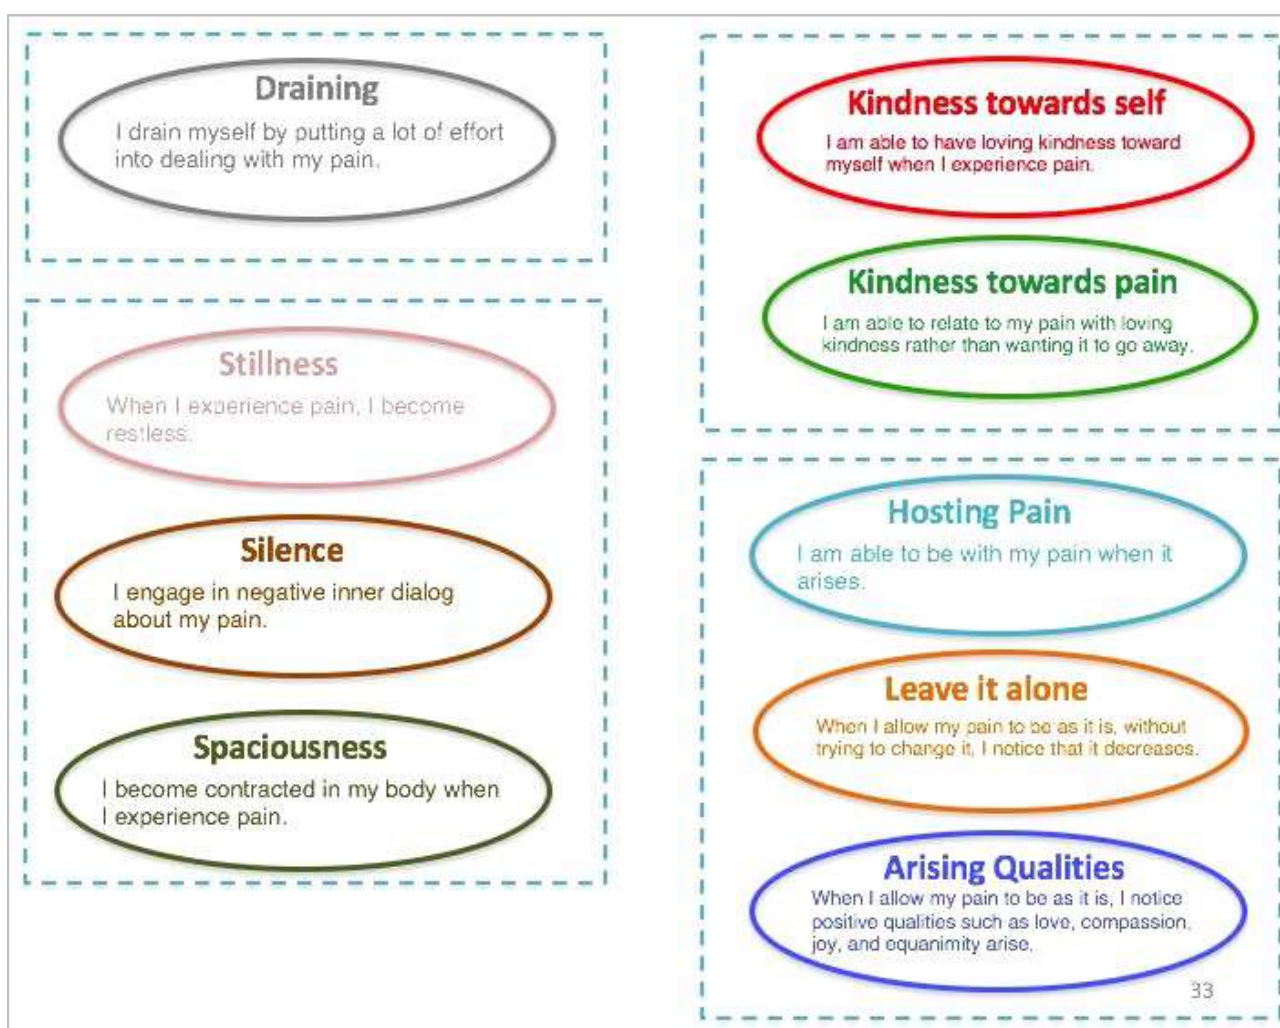 Draining
I drain myself by putting a lot of effort
into dealing with my pain.
Stillness
When I experience pain, I become
restless.
Silence
I engage in negative inner dialog
about my pain.
Spaciousness
I become contracted in my body when
I experience pain.
Kindness towards self
I am able to have loving kindness toward
myself when I experience pain.
Kindness towards pain
I am able to relate to my pain with loving
kindness rather than wanting it to go away.
Hosting Pain
I am able to be with my pain when it
arises.
Leave it alone
When I allow my pain to be as it is, without
trying to change it, I notice that it decreases.
Arising Qualities
When I allow my pain to be as it is, I notice
positive qualities such as love, compassion,
joy, and equanimity arise.
33